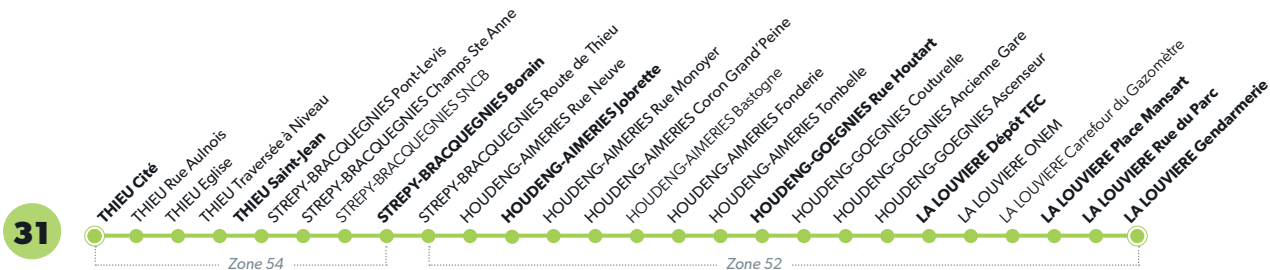 THIEU Cité
THIEU Rue Aulnois
THIEU Eglise
THIEU Traversée à Niveau
THIEU Saint-Jean
STREPY-BRACQUEGNIES Pont-Levis
STREPY-BRACQUEGNIES Champs Ste Anne
STREPY-BRACQUEGNIES SNCB
STREPY-BRACQUEGNIES Borain
STREPY-BRACQUEGNIES Route de Thieu
HOUDENG-AIMERIES Rue Neuve
HOUDENG-AIMERIES Jobrette
HOUDENG-AIMERIES Rue Monoyer
HOUDENG-AIMERIES Coron Grand'Peine
HOUDENG-AIMERIES Bastogne
HOUDENG-AIMERIES Fonderie
HOUDENG-AIMERIES Tombelle
HOUDENG-GOEGNIES Rue Houtart
HOUDENG-GOEGNIES Couturelle
HOUDENG-GOEGNIES Ancienne Gare
HOUDENG-GOEGNIES Ascenseur
LA LOUVIERE Dépôt TEC
LA LOUVIERE ONEM
LA LOUVIERE Carrefour du Gazomètre
LA LOUVIERE Place Mansart
LA LOUVIERE Rue du Parc
LA LOUVIERE Gendarmerie
31
Zone 54
Zone 52